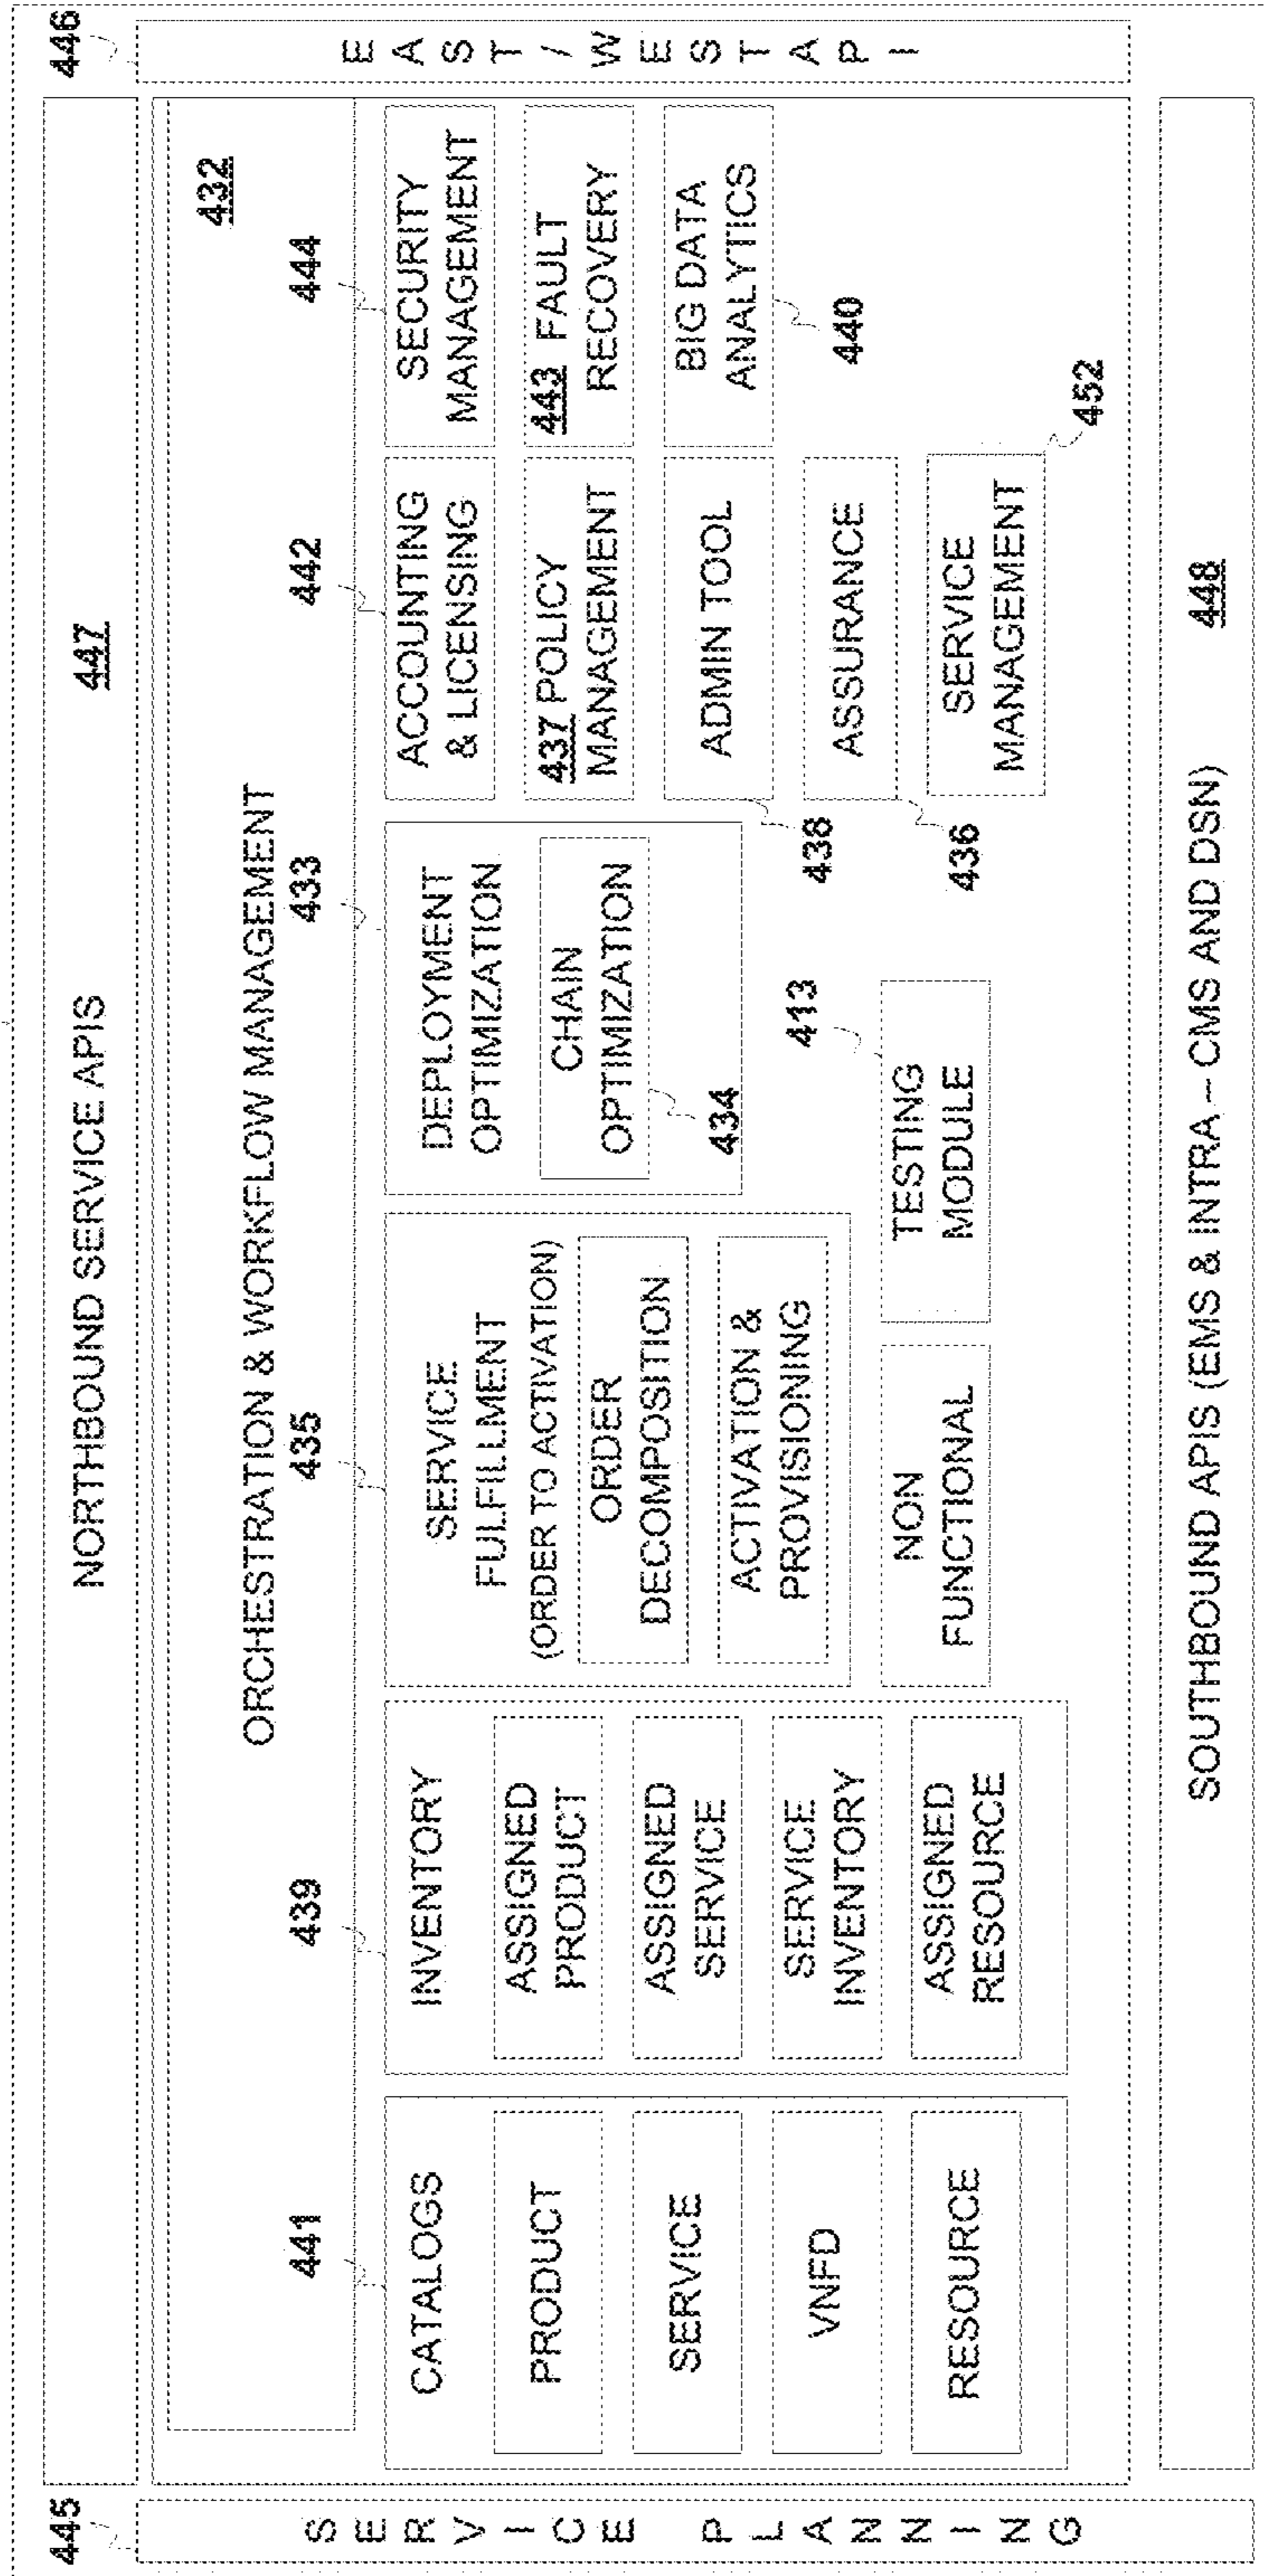 445
SERVICE PLANNING
NORTHBOUND SERVICE APIS
447
446
EAST/WEST API
ORCHESTRATION & WORKFLOW MANAGEMENT
432
441
CATALOGS
PRODUCT
SERVICE
VNFD
RESOURCE
439
INVENTORY
ASSIGNED
PRODUCT
ASSIGNED
SERVICE
SERVICE
INVENTORY
ASSIGNED
RESOURCE
435
SERVICE
FULFILLMENT
(ORDER TO ACTIVATION)
ORDER
DECOMPOSITION
ACTIVATION &
PROVISIONING
NON
FUNCTIONAL
433
DEPLOYMENT
OPTIMIZATION
CHAIN
OPTIMIZATION
434
413
TESTING
MODULE
442
ACCOUNTING
& LICENSING
437 POLICY
MANAGEMENT
ADMIN TOOL
438
ASSURANCE
436
SERVICE
MANAGEMENT
452
444
SECURITY
MANAGEMENT
443 FAULT
RECOVERY
BIG DATA
ANALYTICS
440
SOUTHBOUND APIS (EMS & INTRA – CMS AND DSN)
448